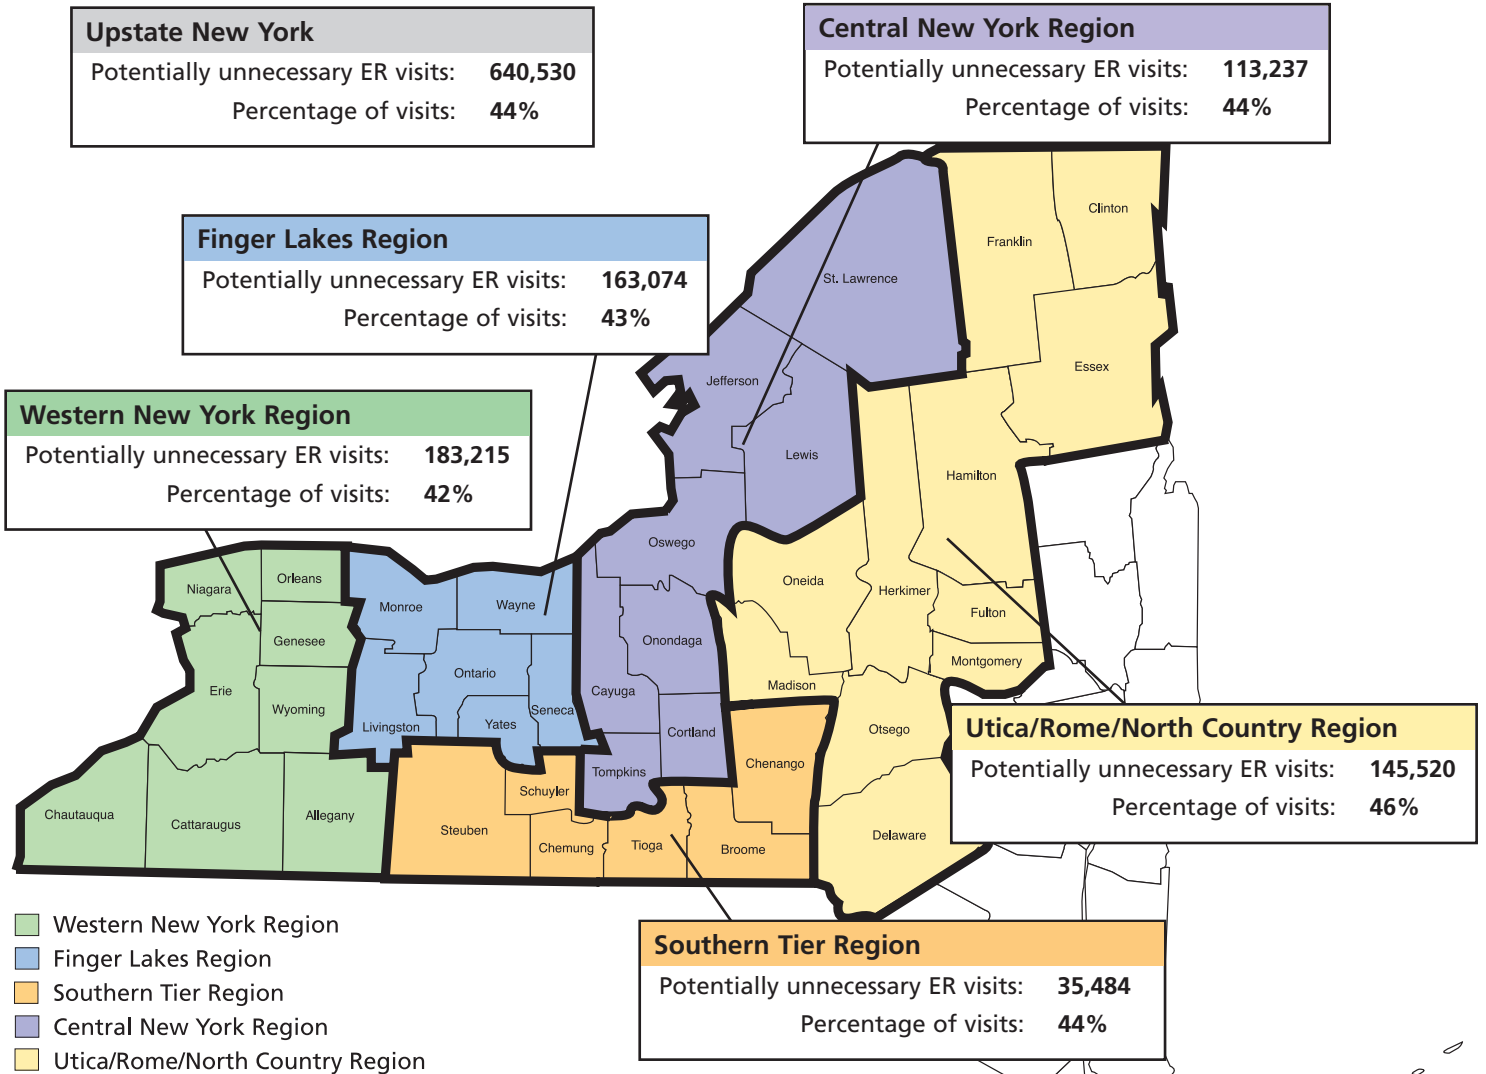 Upstate New York
Potentially unnecessary ER visits: 640,530
Percentage of visits: 44%
Central New York Region
Potentially unnecessary ER visits: 113,237
Percentage of visits: 44%
Finger Lakes Region
Potentially unnecessary ER visits: 163,074
Percentage of visits: 43%
Western New York Region
Potentially unnecessary ER visits: 183,215
Percentage of visits: 42%
Clinton
Franklin
St. Lawrence
Essex
Jefferson
Lewis
Hamilton
Oswego
Oneida
Herkimer
Fulton
Montgomery
Madison
Otsego
Delaware
Niagara
Orleans
Genesee
Erie
Wyoming
Chautauqua
Cattaraugus
Allegany
Monroe
Wayne
Ontario
Livingston
Yates
Seneca
Onondaga
Cayuga
Cortland
Tompkins
Chenango
Schuyler
Steuben
Chemung
Tioga
Broome
Utica/Rome/North Country Region
Potentially unnecessary ER visits: 145,520
Percentage of visits: 46%
Southern Tier Region
Potentially unnecessary ER visits: 35,484
Percentage of visits: 44%
Western New York Region
Finger Lakes Region
Southern Tier Region
Central New York Region
Utica/Rome/North Country Region